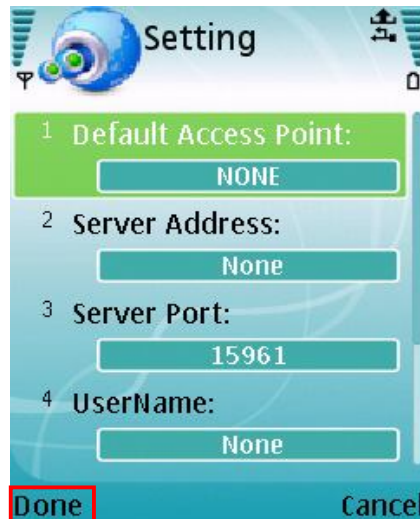 Setting
1 Default Access Point:
NONE
2 Server Address:
None
3 Server Port:
15961
4 UserName:
None
Done Cancel